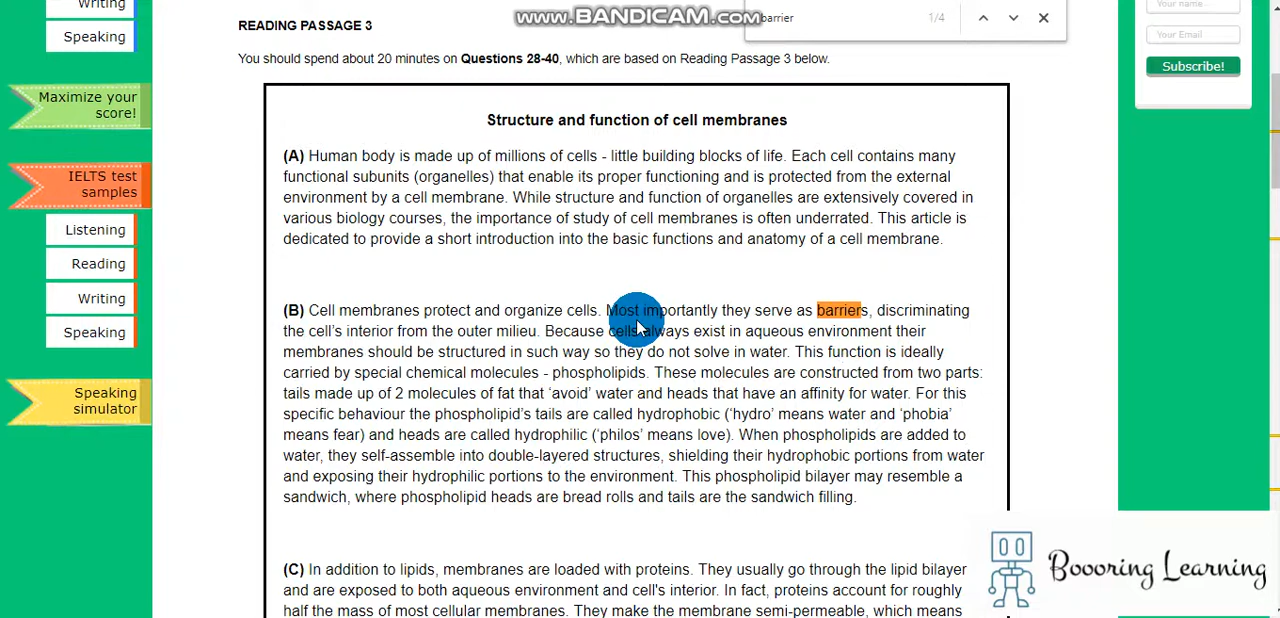 Writing
Speaking
Maximize your
score!
IELTS test
samples
Listening
Reading
Writing
Speaking
Speaking
simulator
www.BANDICAM.com
barrier
1/4
READING PASSAGE 3
You should spend about 20 minutes on Questions 28-40, which are based on Reading Passage 3 below.
Structure and function of cell membranes
(A) Human body is made up of millions of cells - little building blocks of life. Each cell contains many
functional subunits (organelles) that enable its proper functioning and is protected from the external
environment by a cell membrane. While structure and function of organelles are extensively covered in
various biology courses, the importance of study of cell membranes is often underrated. This article is
dedicated to provide a short introduction into the basic functions and anatomy of a cell membrane.
(B) Cell membranes protect and organize cells. Most importantly they serve as barriers, discriminating
the cell's interior from the outer milieu. Because cells always exist in aqueous environment their
membranes should be structured in such way so they do not solve in water. This function is ideally
carried by special chemical molecules - phospholipids. These molecules are constructed from two parts:
tails made up of 2 molecules of fat that ‘avoid’ water and heads that have an affinity for water. For this
specific behaviour the phospholipid's tails are called hydrophobic (‘hydro’ means water and ‘phobia’
means fear) and heads are called hydrophilic (‘philos’ means love). When phospholipids are added to
water, they self-assemble into double-layered structures, shielding their hydrophobic portions from water
and exposing their hydrophilic portions to the environment. This phospholipid bilayer may resemble a
sandwich, where phospholipid heads are bread rolls and tails are the sandwich filling.
(C) In addition to lipids, membranes are loaded with proteins. They usually go through the lipid bilayer
and are exposed to both aqueous environment and cell's interior. In fact, proteins account for roughly
half the mass of most cellular membranes. They make the membrane semi-permeable, which means
Your name...
Your Email
Subscribe!
Boooring Learning